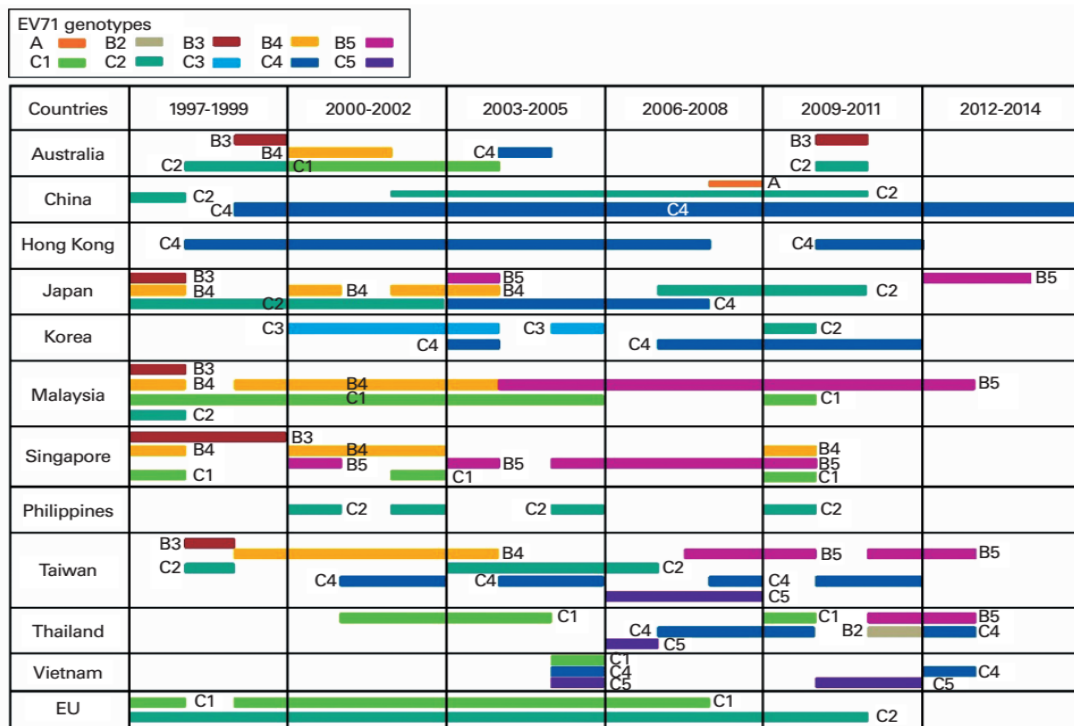 EV71 genotypes
A B2 B3 B4 B5
C1 C2 C3 C4 C5
Countries 1997-1999 2000-2002 2003-2005 2006-2008 2009-2011 2012-2014
B3 B3
Australia B4 C4
C2 C1 C2
A
China C2 C2
C4 C4
Hong Kong C4 C4
B3 B5 B5
Japan B4 B4 B4 C2
C2 C4
C3 C3 C2
Korea C4 C4
B3
B4 B4 B5
Malaysia C1 C1
C2
B3
B4 B4 B4
Singapore B5 B5 B5
C1 C1 C1
Philippines C2 C2 C2
B3 B4 B5 B5
Taiwan C2 C2
C4 C4 C4
C5
C1 C1 B5
Thailand C4 B2 C4
C5
C1
Vietnam C4 C4
C5 C5
C1 C1
EU C2